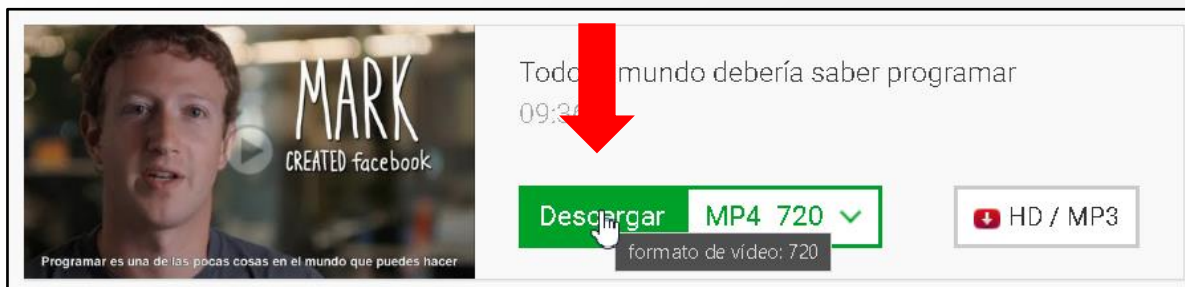 MARK
CREATED facebook
Programar es una de las pocas cosas en el mundo que puedes hacer
mundo debería saber programar
Descargar MP4 720
formato de vídeo: 720
HD / MP3